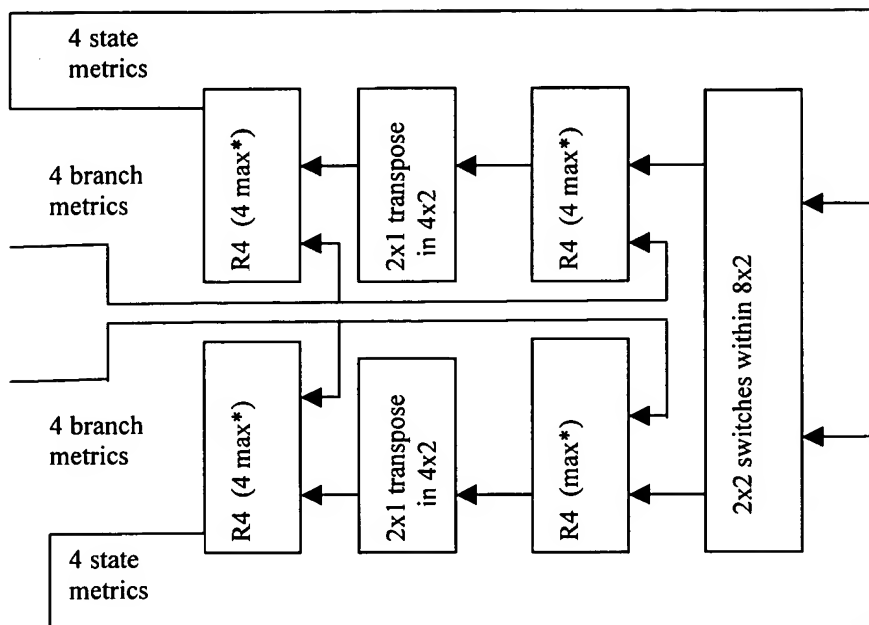 4 state
metrics
R4 (4 max*)
2x1 transpose
in 4x2
R4 (4 max*)
4 branch
metrics
2x2 switches within 8x2
R4 (4 max*)
2x1 transpose
in 4x2
R4 (max*)
4 branch
metrics
4 state
metrics